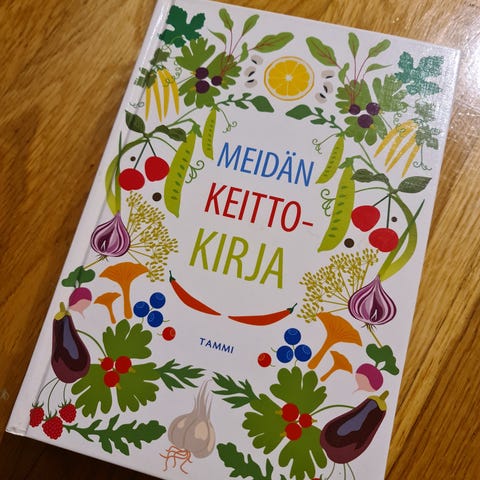 MEIDÄN
KEITTO-
KIRJA
TAMMI